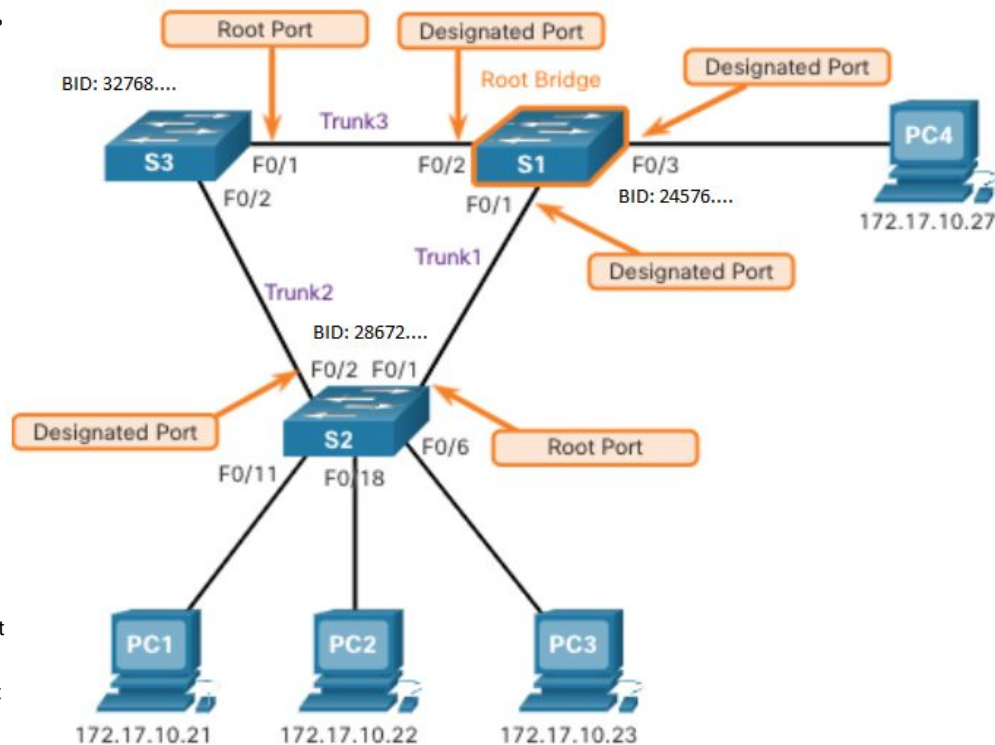 Root Port
Designated Port
Root Bridge
Designated Port
BID: 32768....
Trunk3
S3
F0/1
F0/2
S1
F0/3
PC4
F0/2
F0/1
BID: 24576....
172.17.10.27
Trunk1
Designated Port
Trunk2
BID: 28672....
F0/2 F0/1
Designated Port
S2
F0/6
Root Port
F0/11
F0/18
PC1
PC2
PC3
t
172.17.10.21
172.17.10.22
172.17.10.23